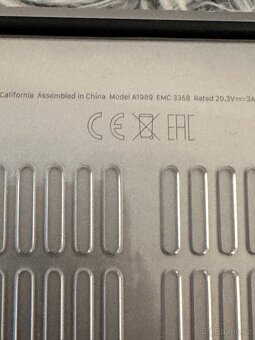 California Assembled in China Model A1989 EMC 3358 Rated 20.3V⎓3A
CE EAC